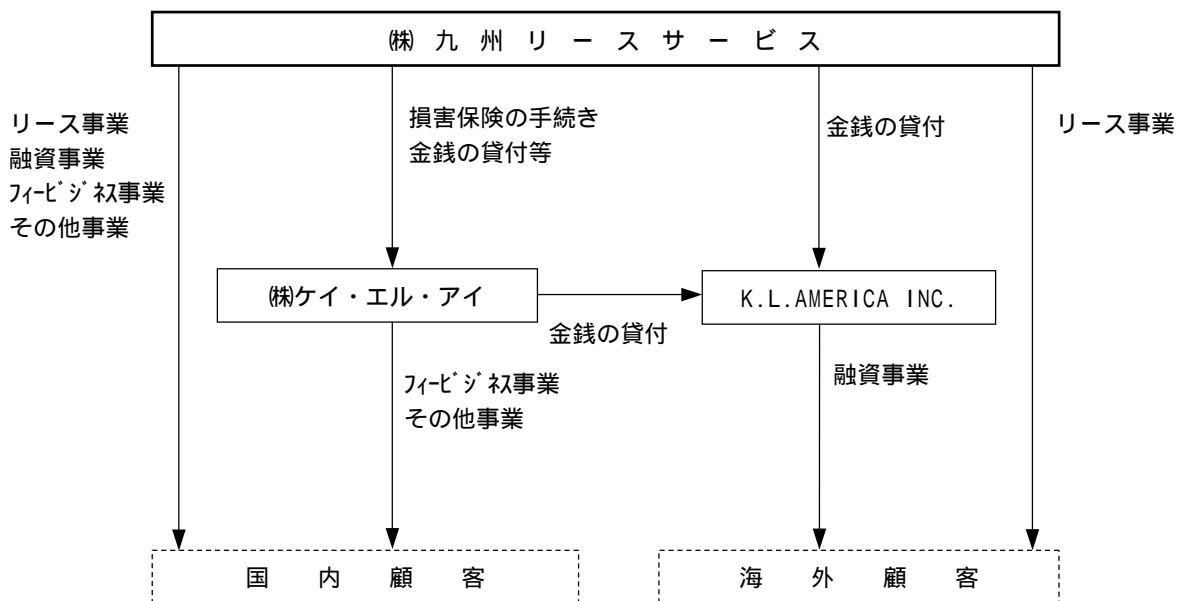 ㈱九州リースサービス
リース事業
融資事業
ﾌｨｰﾋﾞｼﾞﾈｽ事業
その他事業
損害保険の手続き
金銭の貸付等
金銭の貸付
リース事業
㈱ケイ・エル・アイ
K.L.AMERICA INC.
金銭の貸付
ﾌｨｰﾋﾞｼﾞﾈｽ事業
その他事業
融資事業
国内顧客
海外顧客